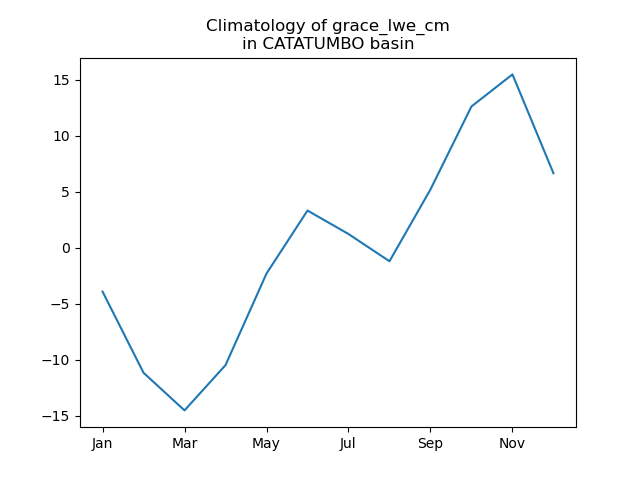 Climatology of grace_lwe_cm
in CATATUMBO basin
15
10
5
0
−5
−10
−15
Jan
Mar
May
Jul
Sep
Nov